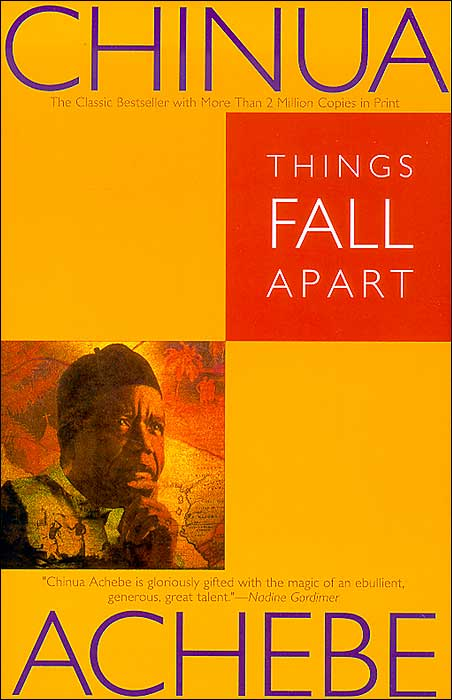 CHINUA
The Classic Bestseller with More Than 2 Million Copies in Print
THINGS
FALL
APART
"Chinua Achebe is gloriously gifted with the magic of an ebullient,
generous, great talent."—Nadine Gordimer
ACHEBE